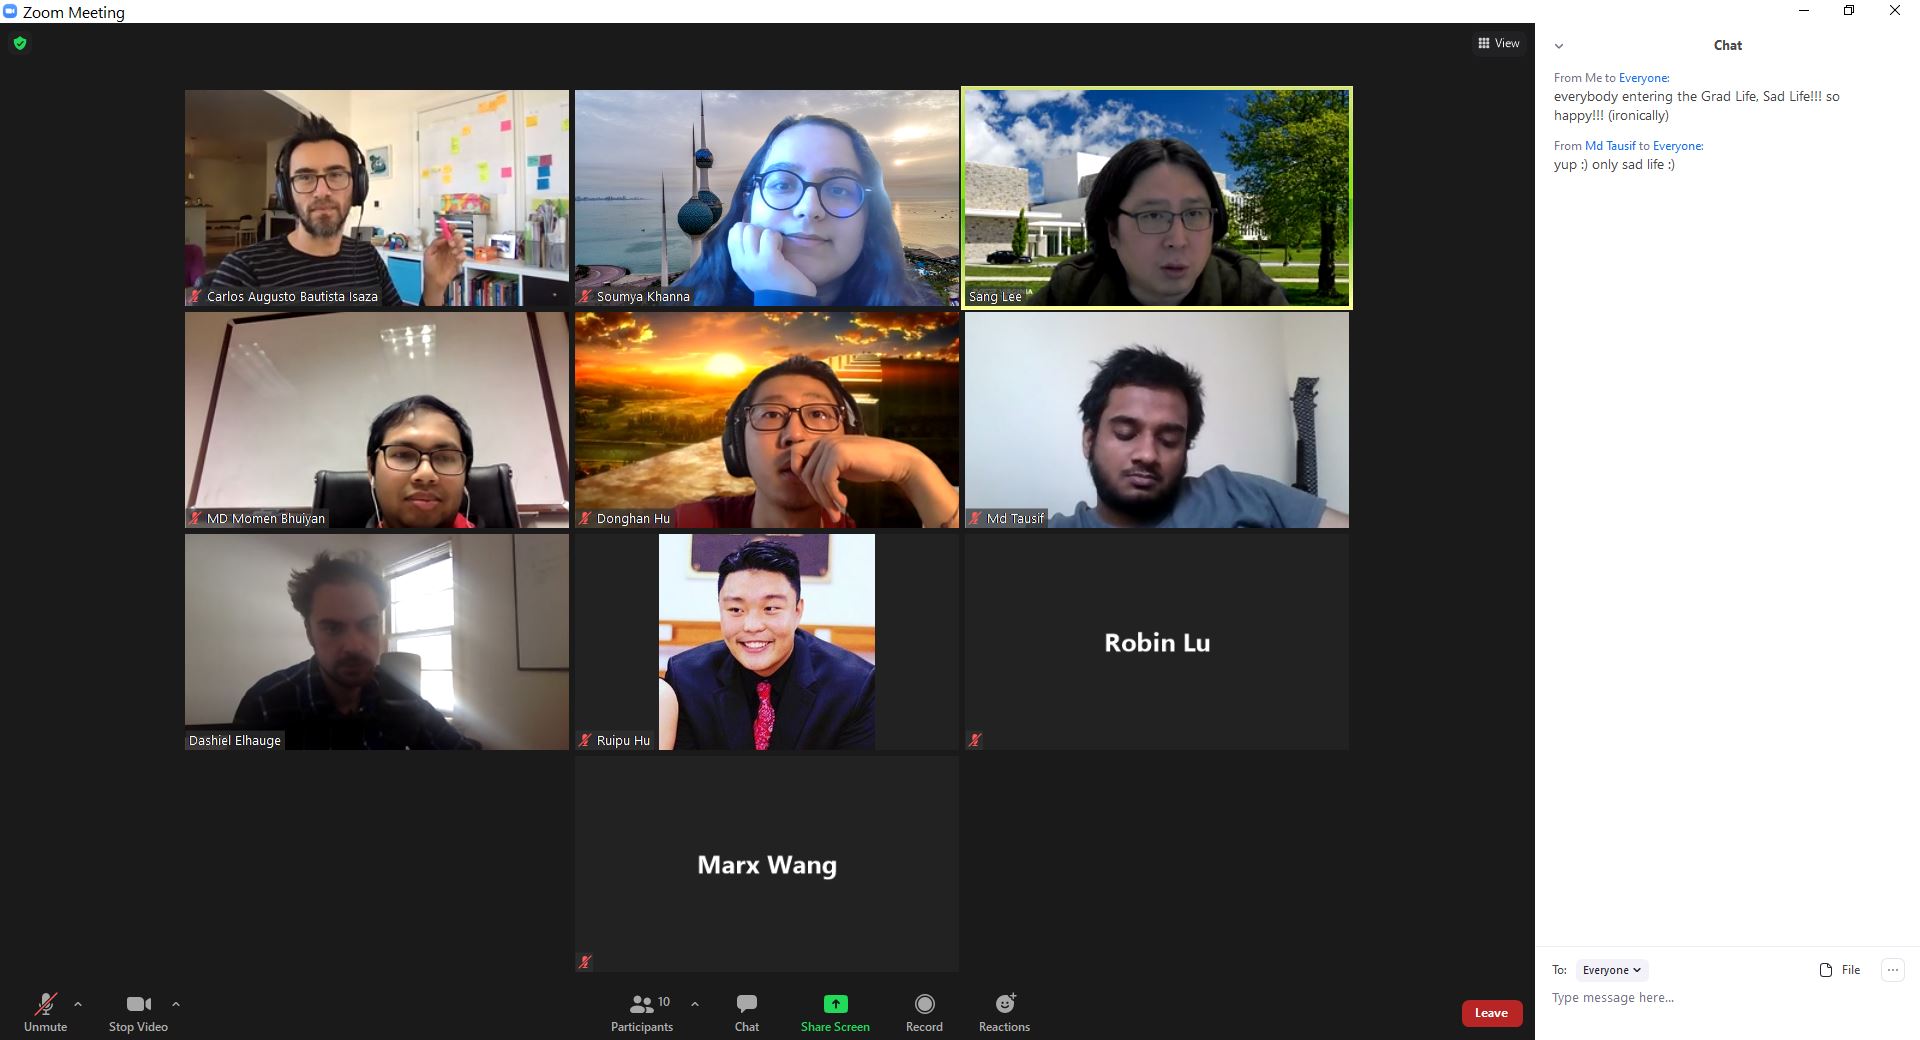 Zoom Meeting
View
Chat
From Me to Everyone:
everybody entering the Grad Life, Sad Life!!! so
happy!!! (ironically)
From Md Tausif to Everyone:
yup :) only sad life :)
Carlos Augusto Bautista Isaza
Soumya Khanna
Sang Lee
MD Momen Bhuiyan
Donghan Hu
Md Tausif
Dashiel Elhauge
Ruipu Hu
Robin Lu
Marx Wang
To: Everyone
File
Type message here...
Unmute
Stop Video
10
Participants
Chat
Share Screen
Record
Reactions
Leave